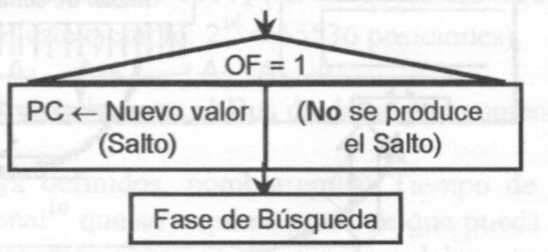 OF = 1
PC ← Nuevo valor
(Salto)
(No se produce
el Salto)
Fase de Búsqueda